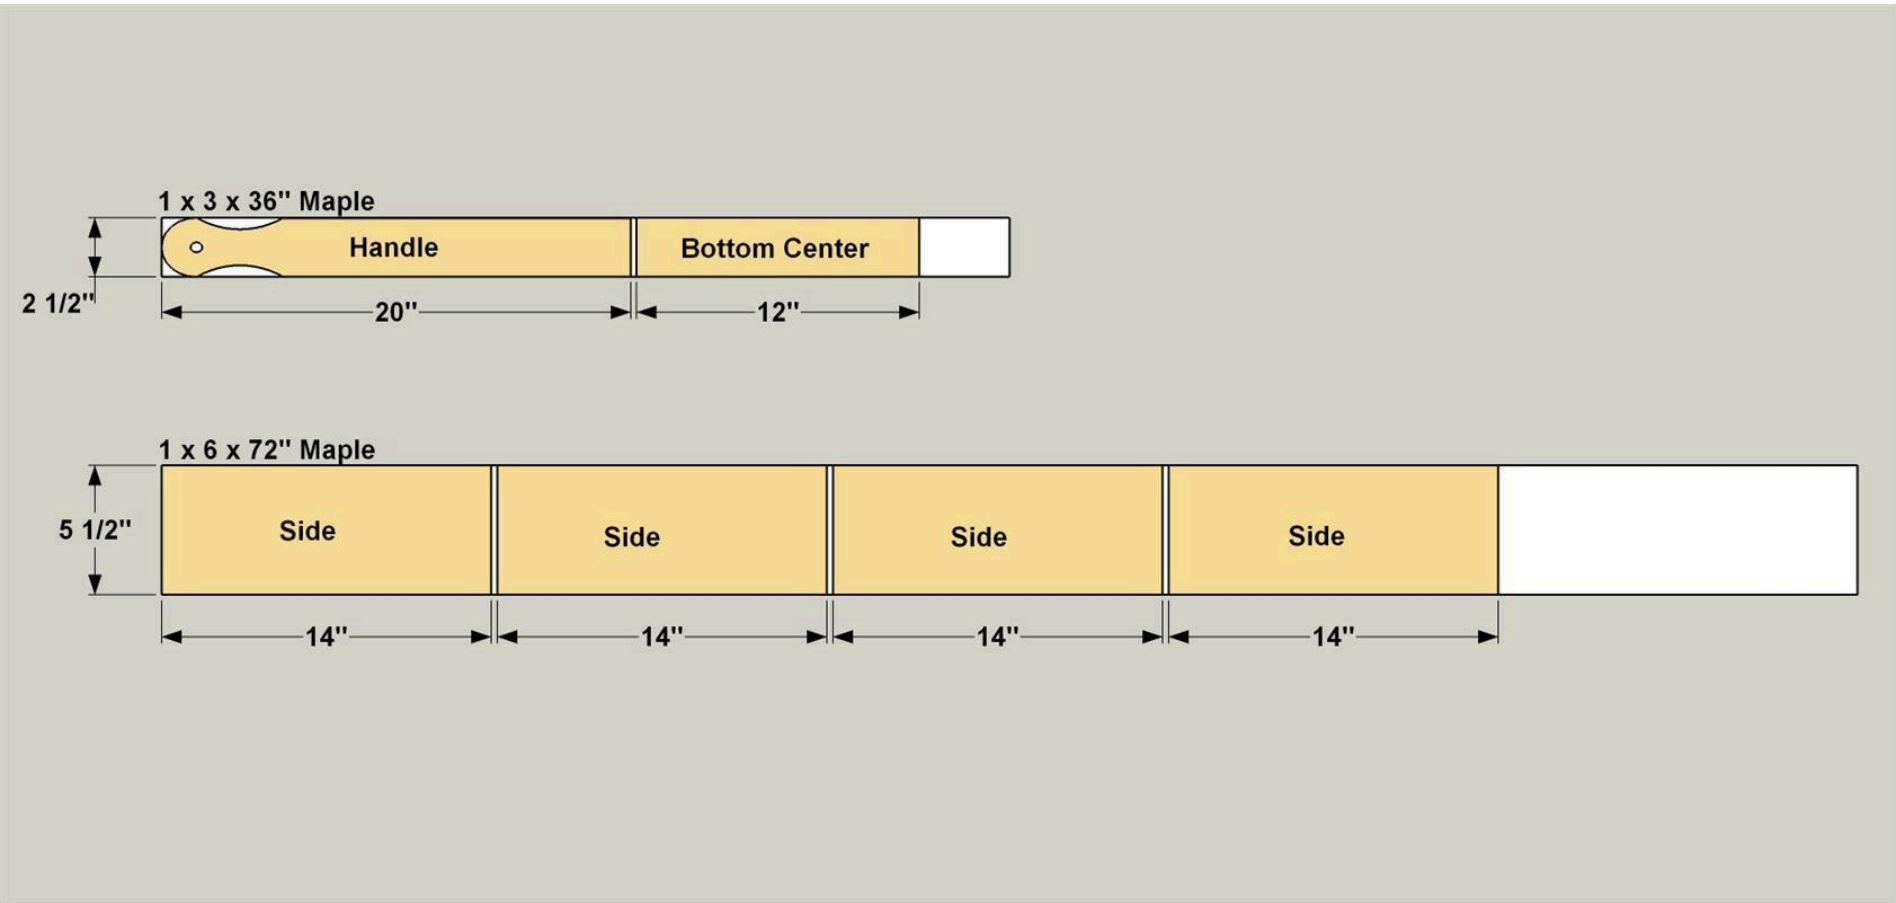 1 x 3 x 36" Maple
Handle
Bottom Center
2 1/2"
20"
12"
1 x 6 x 72" Maple
5 1/2"
Side
Side
Side
Side
14"
14"
14"
14"